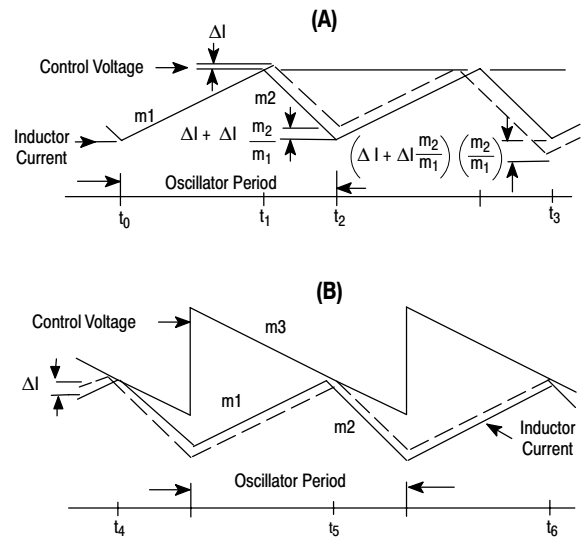 (A)
ΔI
Control Voltage
m1
m2
Inductor
Current
ΔI + ΔI m2/m1
(ΔI + ΔI m2/m1) (m2/m1)
Oscillator Period
t0
t1
t2
t3
(B)
Control Voltage
m3
ΔI
m1
m2
Inductor
Current
Oscillator Period
t4
t5
t6